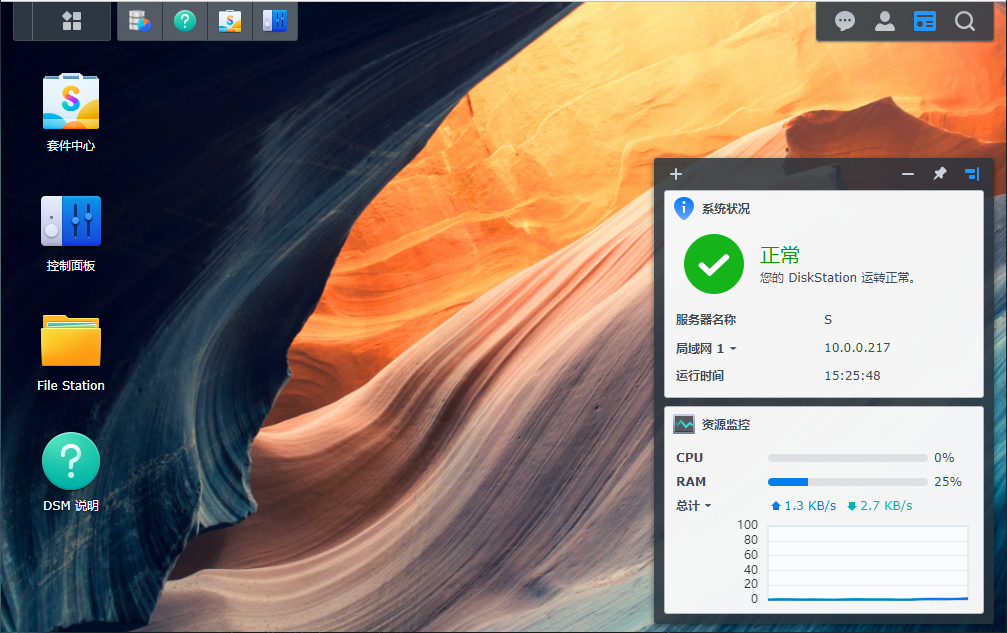 套件中心
控制面板
File Station
DSM 说明
系统状况
正常
您的 DiskStation 运转正常。
服务器名称 S
局域网 1 10.0.0.217
运行时间 15:25:48
资源监控
CPU 0%
RAM 25%
总计 1.3 KB/s 2.7 KB/s
100
80
60
40
20
0